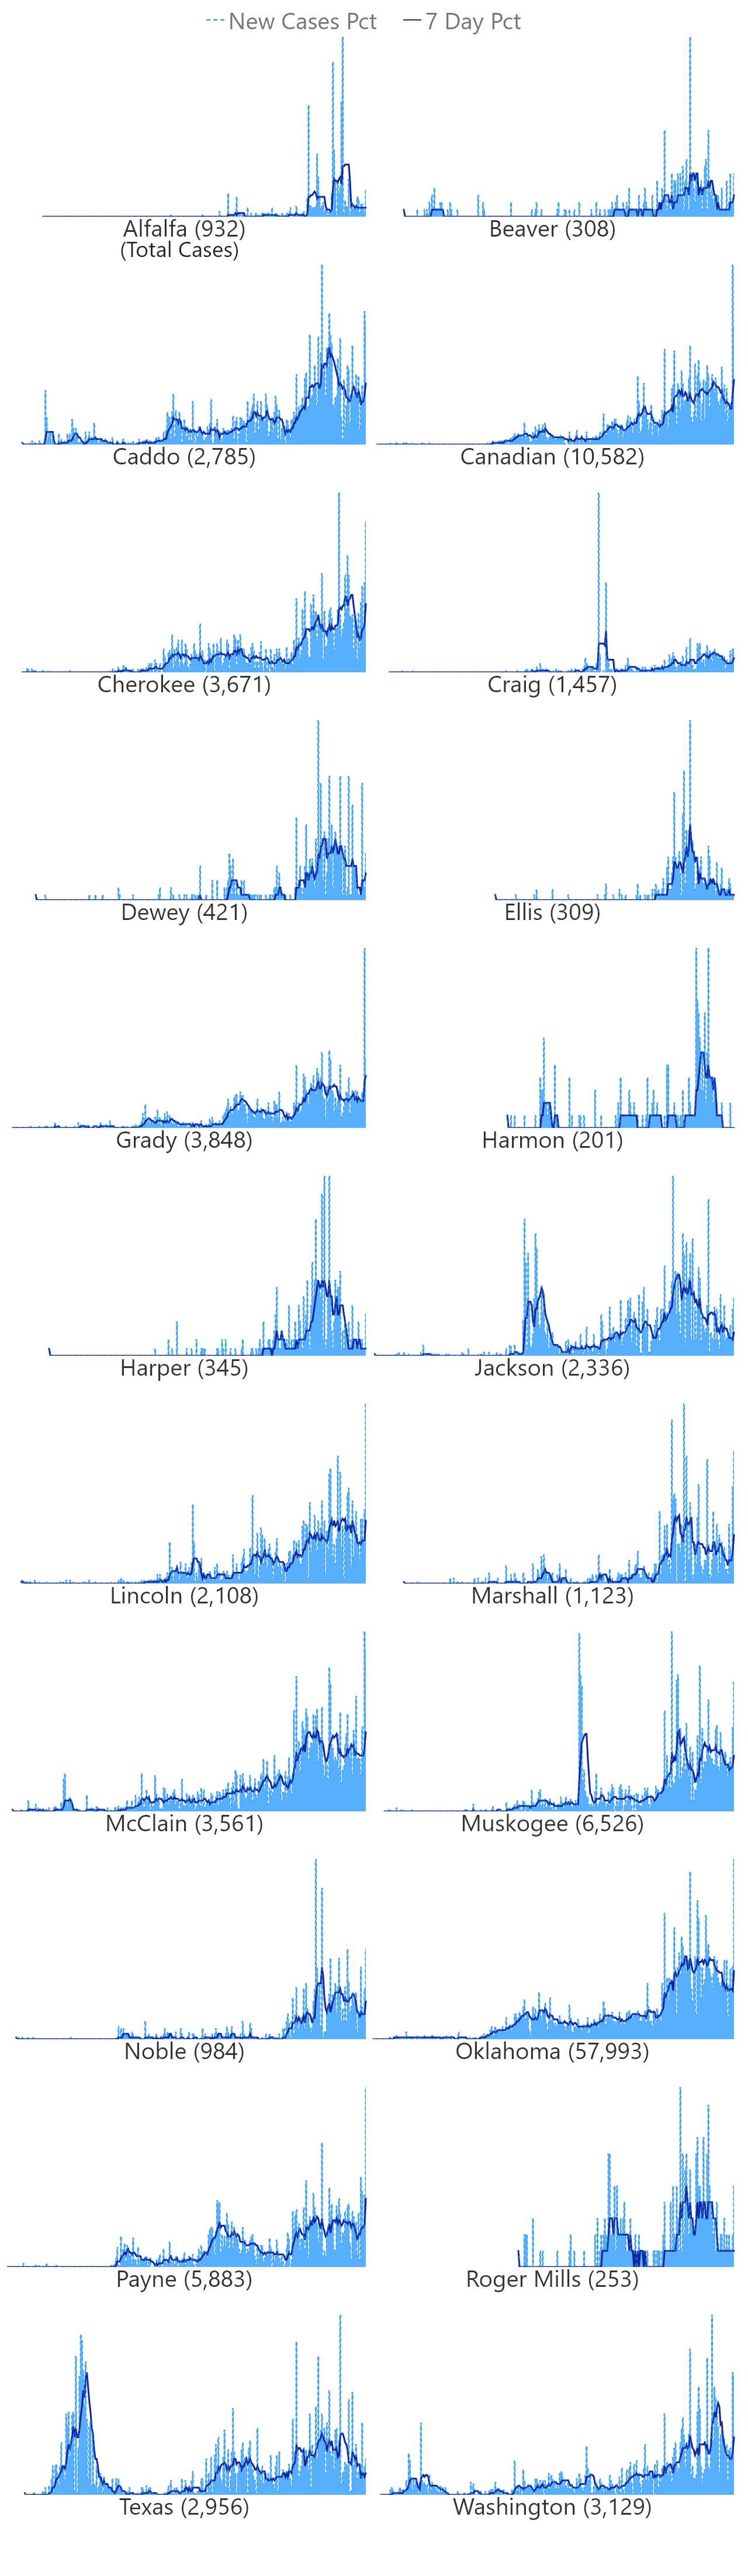 New Cases Pct 7 Day Pct
Alfalfa (932) Beaver (308)
(Total Cases)
Caddo (2,785) Canadian (10,582)
Cherokee (3,671) Craig (1,457)
Dewey (421) Ellis (309)
Grady (3,848) Harmon (201)
Harper (345) Jackson (2,336)
Lincoln (2,108) Marshall (1,123)
McClain (3,561) Muskogee (6,526)
Noble (984) Oklahoma (57,993)
Payne (5,883) Roger Mills (253)
Texas (2,956) Washington (3,129)